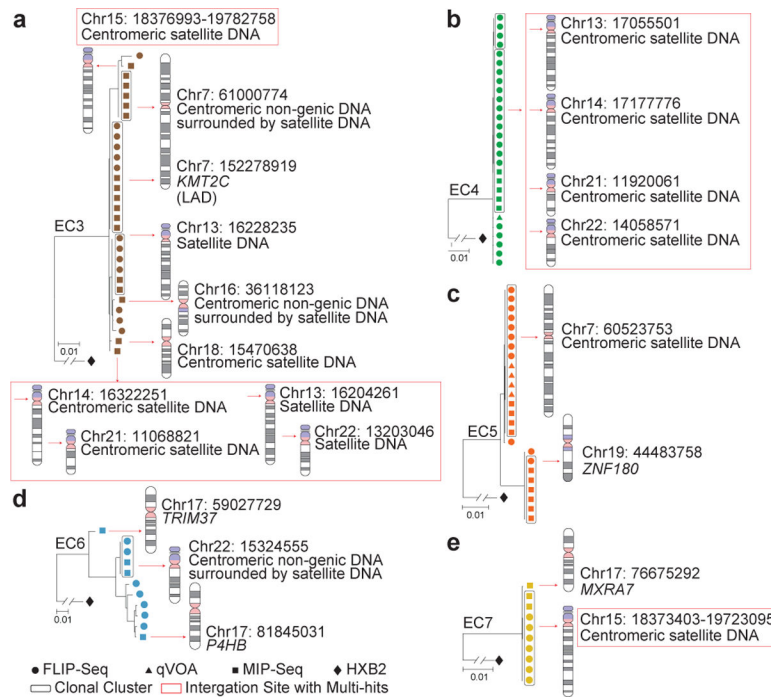 a
Chr15: 18376993-19782758
Centromeric satellite DNA
Chr7: 61000774
Centromeric non-genic DNA
surrounded by satellite DNA
Chr7: 152278919
KMT2C
(LAD)
EC3
Chr13: 16228235
Satellite DNA
Chr16: 36118123
Centromeric non-genic DNA
surrounded by satellite DNA
0.01
Chr18: 15470638
Centromeric satellite DNA
Chr14: 16322251
Centromeric satellite DNA
Chr13: 16204261
Satellite DNA
Chr21: 11068821
Centromeric satellite DNA
Chr22: 13203046
Satellite DNA
b
Chr13: 17055501
Centromeric satellite DNA
Chr14: 17177776
Centromeric satellite DNA
EC4
Chr21: 11920061
Centromeric satellite DNA
Chr22: 14058571
Centromeric satellite DNA
0.01
c
Chr7: 60523753
Centromeric satellite DNA
EC5
Chr19: 44483758
ZNF180
0.01
d
Chr17: 59027729
TRIM37
EC6
Chr22: 15324555
Centromeric non-genic DNA
surrounded by satellite DNA
0.01
Chr17: 81845031
P4HB
e
Chr17: 76675292
MXRA7
EC7
Chr15: 18373403-19723095
Centromeric satellite DNA
0.01
FLIP-Seq qVOA MIP-Seq HXB2
Clonal Cluster Intergation Site with Multi-hits